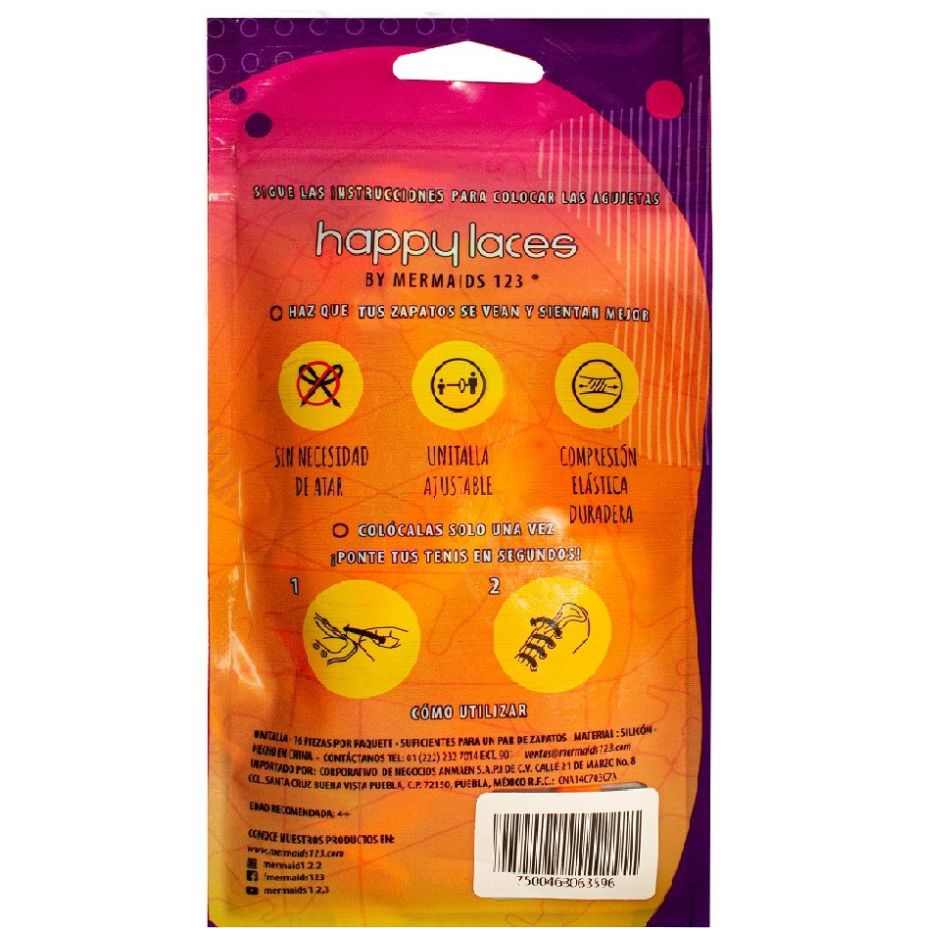 SIGUE LAS INSTRUCCIONES PARA COLOCAR LAS AGUJETAS
happy laces
BY MERMAIDS 123 ®
HAZ QUE TUS ZAPATOS SE VEAN Y SIENTAN MEJOR
SIN NECESIDAD
DE ATAR
UNITALLA
AJUSTABLE
COMPRESIÓN
ELÁSTICA
DURADERA
COLÓCALAS SOLO UNA VEZ
¡PONTE TUS TENIS EN SEGUNDOS!
1
2
CÓMO UTILIZAR
UNITALLA · 16 PIEZAS POR PAQUETE · SUFICIENTES PARA UN PAR DE ZAPATOS. MATERIAL : SILICÓN ·
HECHO EN CHINA · CONTÁCTANOS TEL: 01 (222) 232 7014 EXT. ventas@mermaids123.com
IMPORTADO POR: CORPORATIVO DE NEGOCIOS ANMAEN S.A.P.I DE C.V. CALLE 21 DE MARZO No. 8
COL. SANTA CRUZ BUENA VISTA PUEBLA, C.P. 72150, PUEBLA, MÉXICO R.F.C.:
EDAD RECOMENDADA: 4+
CONOCE NUESTROS PRODUCTOS EN:
www.mermaids123.com
mermaid1.2.2
mermaids123
mermaids 1,2,3
7500463063596